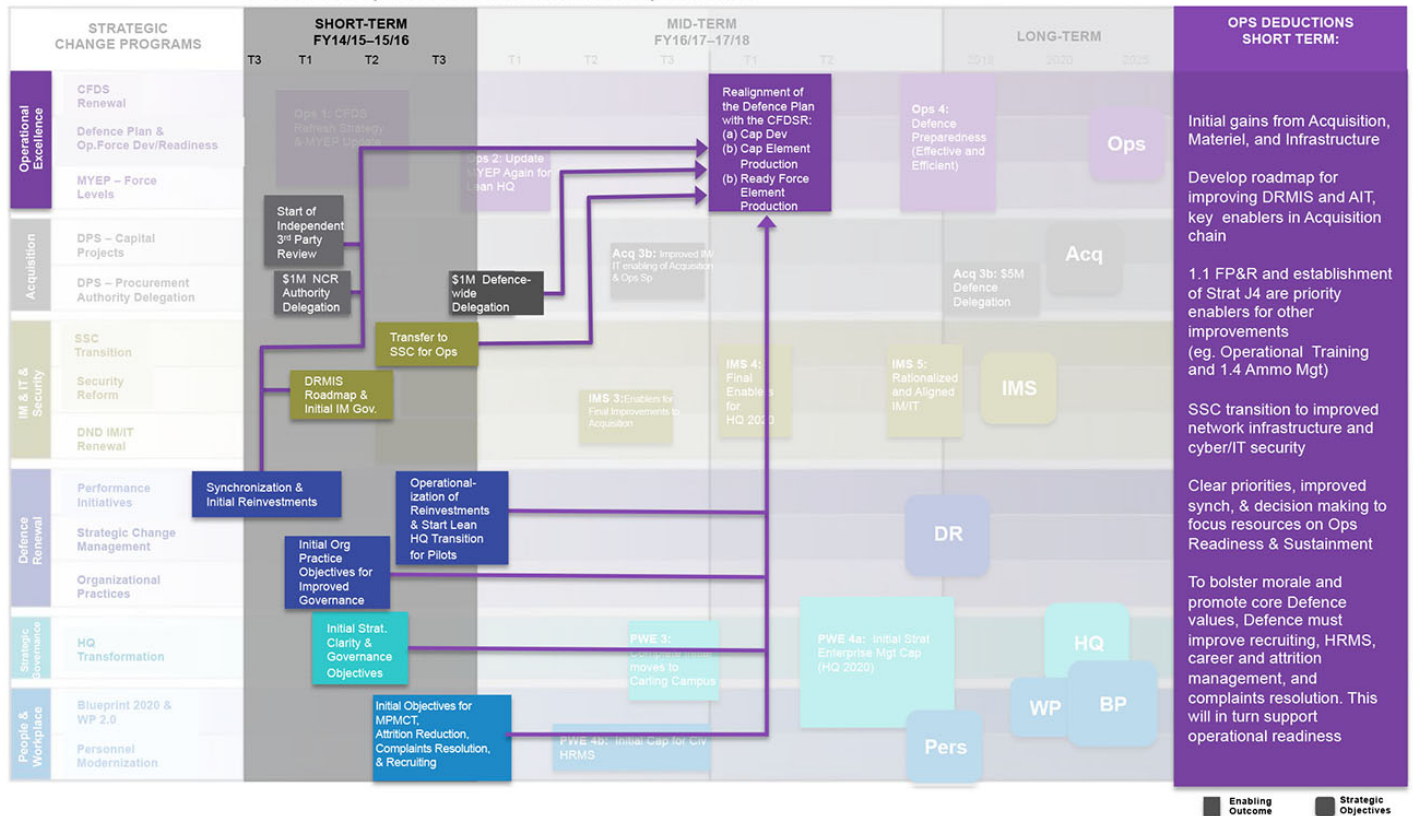 STRATEGIC
CHANGE PROGRAMS
SHORT-TERM
FY14/15–15/16
MID-TERM
FY16/17–17/18
LONG-TERM
T3 T1 T2 T3 T1 T2 T3 T1 T2 2018 2020 2025
OPS DEDUCTIONS
SHORT TERM:
Operational
Excellence
CFDS
Renewal
Defence Plan &
Op.Force Dev/Readiness
MYEP – Force
Levels
Ops 1: CFDS
Refresh Strategy
& MYEP Update
Ops 2: Update
MYEP Again for
Lean HQ
Realignment of
the Defence Plan
with the CFDSR:
(a) Cap Dev
(b) Cap Element
Production
(b) Ready Force
Element
Production
Ops 4:
Defence
Preparedness
(Effective and
Efficient)
Ops
Acquisition
DPS – Capital
Projects
DPS – Procurement
Authority Delegation
Start of
Independent
3rd Party
Review
$1M NCR
Authority
Delegation
$1M Defence-
wide
Delegation
Acq 3b: Improved IM/
IT enabling of Acquisition
& Ops Sp
Acq 3b: $5M
Defence
Delegation
Acq
IM & IT &
Security
SSC
Transition
Security
Reform
DND IM/IT
Renewal
Transfer to
SSC for Ops
DRMIS
Roadmap &
Initial IM Gov.
IMS 3:Enablers for
Final Improvements to
Acquisition
IMS 4:
Final
Enablers
for
HQ 2020
IMS 5:
Rationalized
and Aligned
IM/IT
IMS
Defence
Renewal
Performance
Initiatives
Strategic Change
Management
Organizational
Practices
Synchronization &
Initial Reinvestments
Operational-
ization of
Reinvestments
& Start Lean
HQ Transition
for Pilots
Initial Org
Practice
Objectives for
Improved
Governance
DR
Strategic
Governance
HQ
Transformation
Initial Strat.
Clarity &
Governance
Objectives
PWE 3:
moves to
Carling Campus
PWE 4a: Initial Strat
Enterprise Mgt Cap
(HQ 2020)
HQ
People &
Workplace
Blueprint 2020 &
WP 2.0
Personnel
Modernization
Initial Objectives for
MPMCT,
Attrition Reduction,
Complaints Resolution,
& Recruiting
PWE 4b: Initial Cap for Civ
HRMS
Pers
WP
BP
Initial gains from Acquisition,
Materiel, and Infrastructure
Develop roadmap for
improving DRMIS and AIT,
key enablers in Acquisition
chain
1.1 FP&R and establishment
of Strat J4 are priority
enablers for other
improvements
(eg. Operational Training
and 1.4 Ammo Mgt)
SSC transition to improved
network infrastructure and
cyber/IT security
Clear priorities, improved
synch, & decision making to
focus resources on Ops
Readiness & Sustainment
To bolster morale and
promote core Defence
values, Defence must
improve recruiting, HRMS,
career and attrition
management, and
complaints resolution. This
will in turn support
operational readiness
Enabling
Outcome
Strategic
Objectives